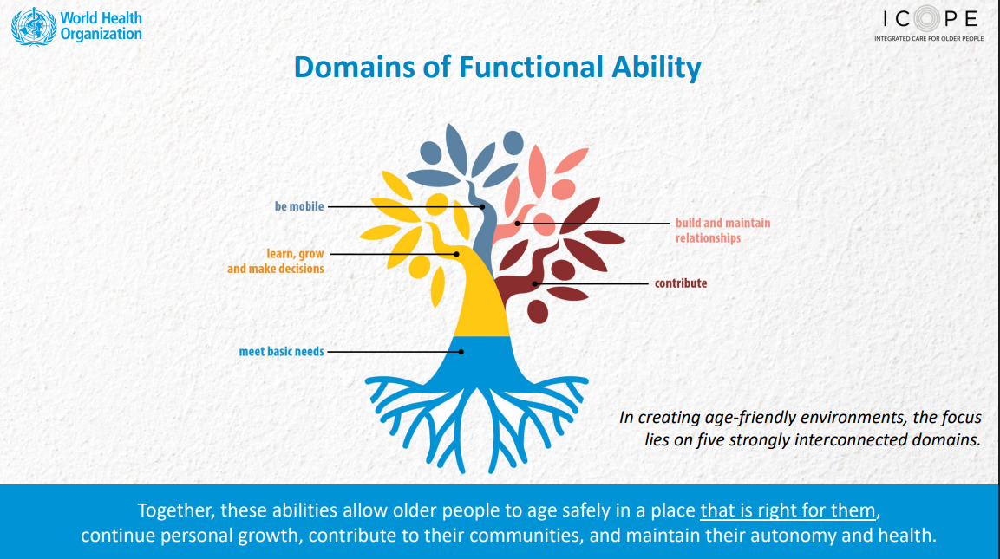 World Health
Organization
ICOPE
INTEGRATED CARE FOR OLDER PEOPLE
Domains of Functional Ability
be mobile
build and maintain
relationships
learn, grow
and make decisions
contribute
meet basic needs
In creating age-friendly environments, the focus
lies on five strongly interconnected domains.
Together, these abilities allow older people to age safely in a place that is right for them,
continue personal growth, contribute to their communities, and maintain their autonomy and health.